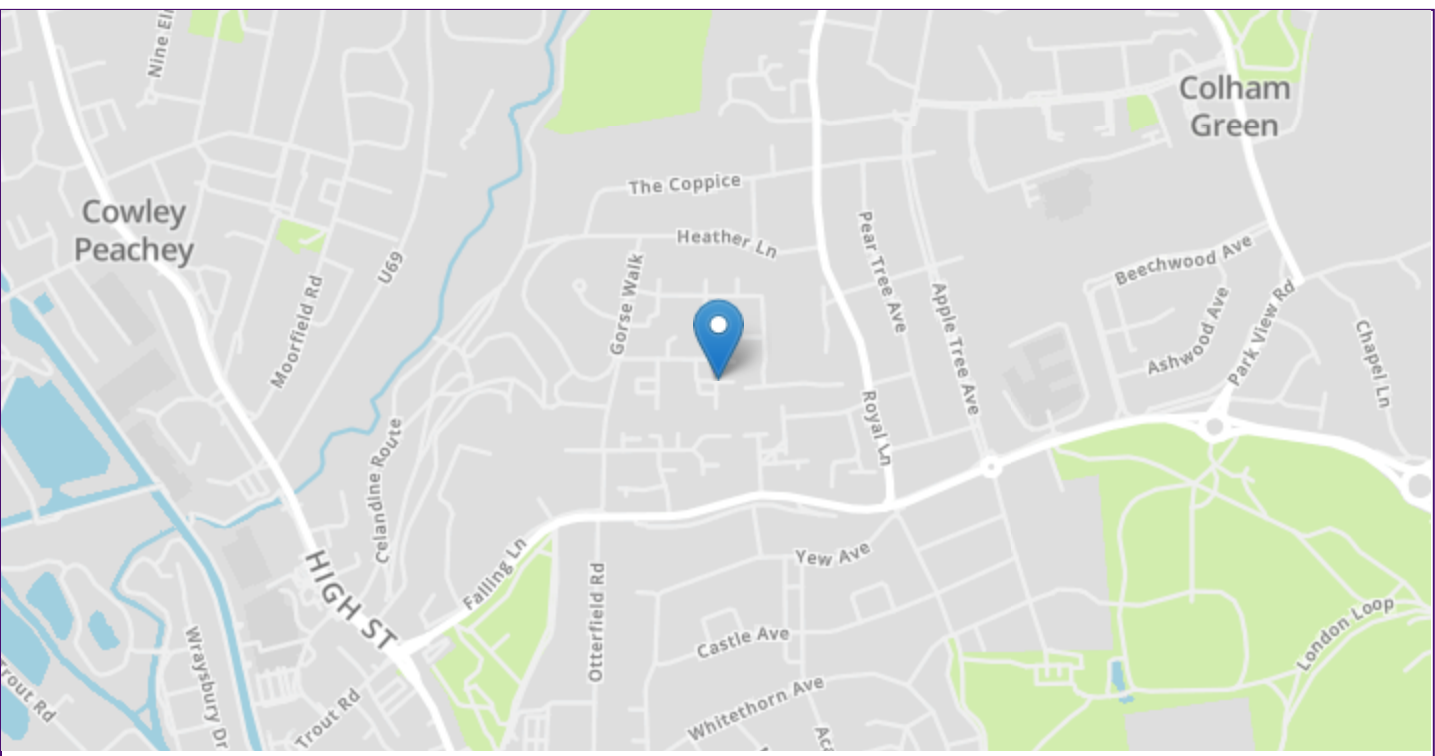 Nine El
Colham
Green
The Coppice
Cowley
Peachey
Heather Ln
Pear Tree Ave
U69
Beechwood Ave
Moorfield Rd
Gorse Walk
Apple Tree Ave
Ashwood Ave
Park View Rd
Chapel Ln
Royal Ln
Celandine Route
HIGH ST
Falling Ln
Yew Ave
Otterfield Rd
London Loop
Castle Ave
Wraysbury Dr
Trout Rd
Trout Rd
Whitethorn Ave
Aca